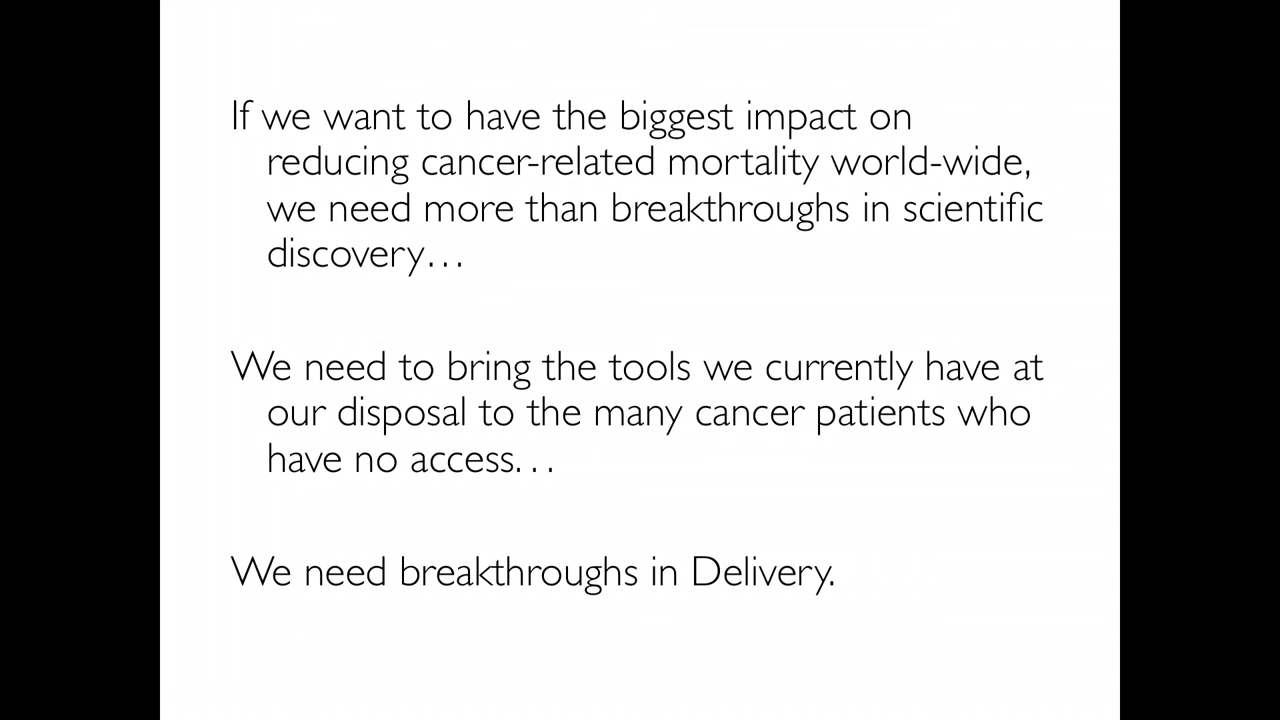 If we want to have the biggest impact on
reducing cancer-related mortality world-wide,
we need more than breakthroughs in scientific
discovery…
We need to bring the tools we currently have at
our disposal to the many cancer patients who
have no access…
We need breakthroughs in Delivery.